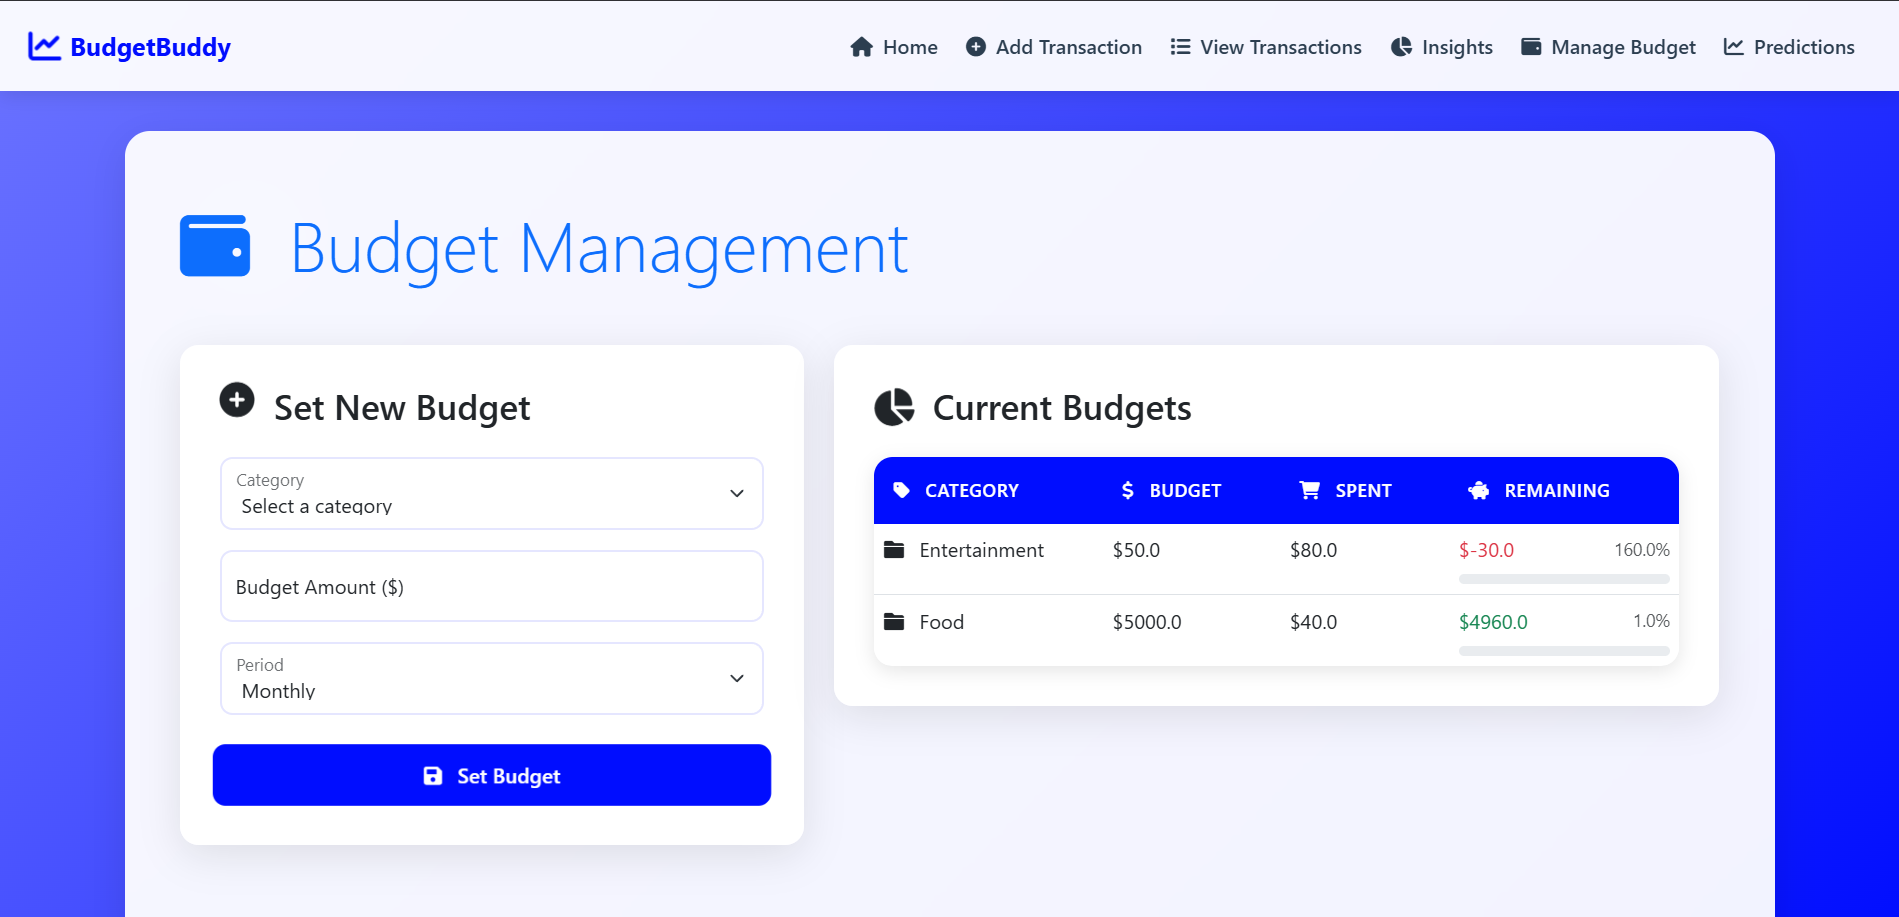 BudgetBuddy
Home
Add Transaction
View Transactions
Insights
Manage Budget
Predictions
Budget Management
Set New Budget
Category
Select a category
Budget Amount ($)
Period
Monthly
Set Budget
Current Budgets
CATEGORY BUDGET SPENT REMAINING
Entertainment $50.0 $80.0 $-30.0 160.0%
Food $5000.0 $40.0 $4960.0 1.0%